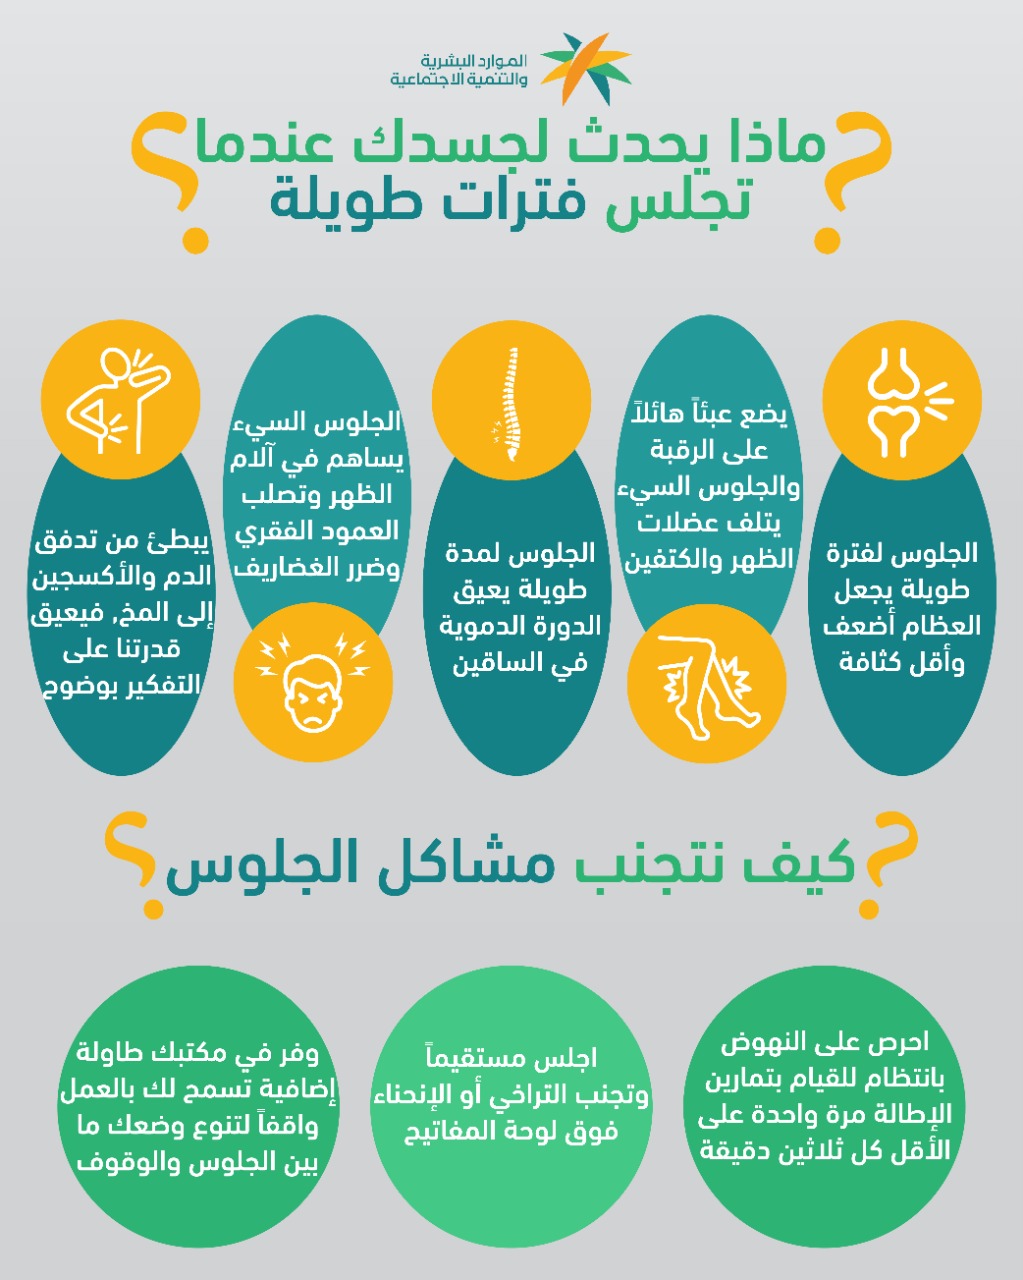 الموارد البشرية
والتنمية الاجتماعية
؟ماذا يحدث لجسدك عندما؟
تجلس فترات طويلة
الجلوس لفترة
طويلة يجعل
العظام أضعف
وأقل كثافة
يضع عبئاً هائلاً
على الرقبة
والجلوس السيء
يتلف عضلات
الظهر والكتفين
الجلوس لمدة
طويلة يعيق
الدورة الدموية
في الساقين
الجلوس السيء
يساهم في آلام
الظهر وتصلب
العمود الفقري
وضرر الغضاريف
يبطئ من تدفق
الدم والأكسجين
إلى المخ, فيعيق
قدرتنا على
التفكير بوضوح
؟كيف نتجنب مشاكل الجلوس؟
احرص على النهوض
بانتظام للقيام بتمارين
الإطالة مرة واحدة على
الأقل كل ثلاثين دقيقة
اجلس مستقيماً
وتجنب التراخي أو الإنحناء
فوق لوحة المفاتيح
وفر في مكتبك طاولة
إضافية تسمح لك بالعمل
واقفاً لتنوع وضعك ما
بين الجلوس والوقوف